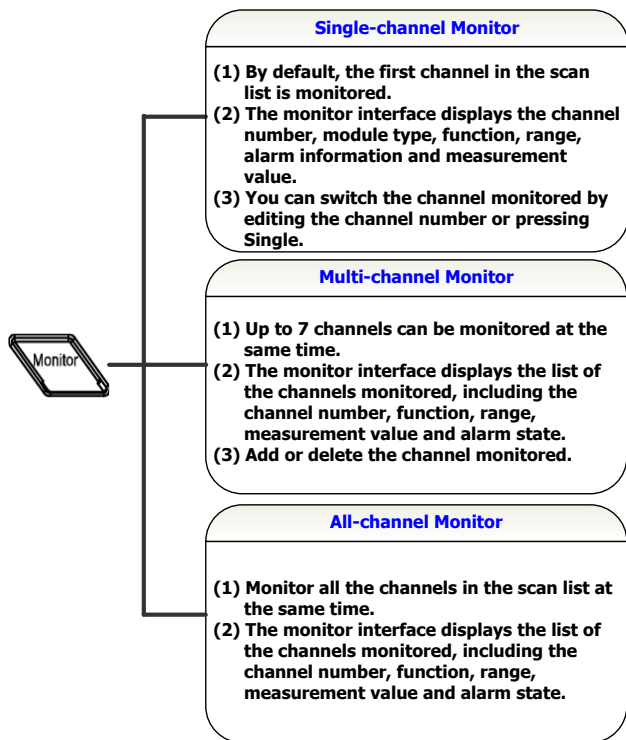 Single-channel Monitor
(1) By default, the first channel in the scan
list is monitored.
(2) The monitor interface displays the channel
number, module type, function, range,
alarm information and measurement
value.
(3) You can switch the channel monitored by
editing the channel number or pressing
Single.
Multi-channel Monitor
(1) Up to 7 channels can be monitored at the
same time.
(2) The monitor interface displays the list of
the channels monitored, including the
channel number, function, range,
measurement value and alarm state.
(3) Add or delete the channel monitored.
Monitor
All-channel Monitor
(1) Monitor all the channels in the scan list at
the same time.
(2) The monitor interface displays the list of
the channels monitored, including the
channel number, function, range,
measurement value and alarm state.